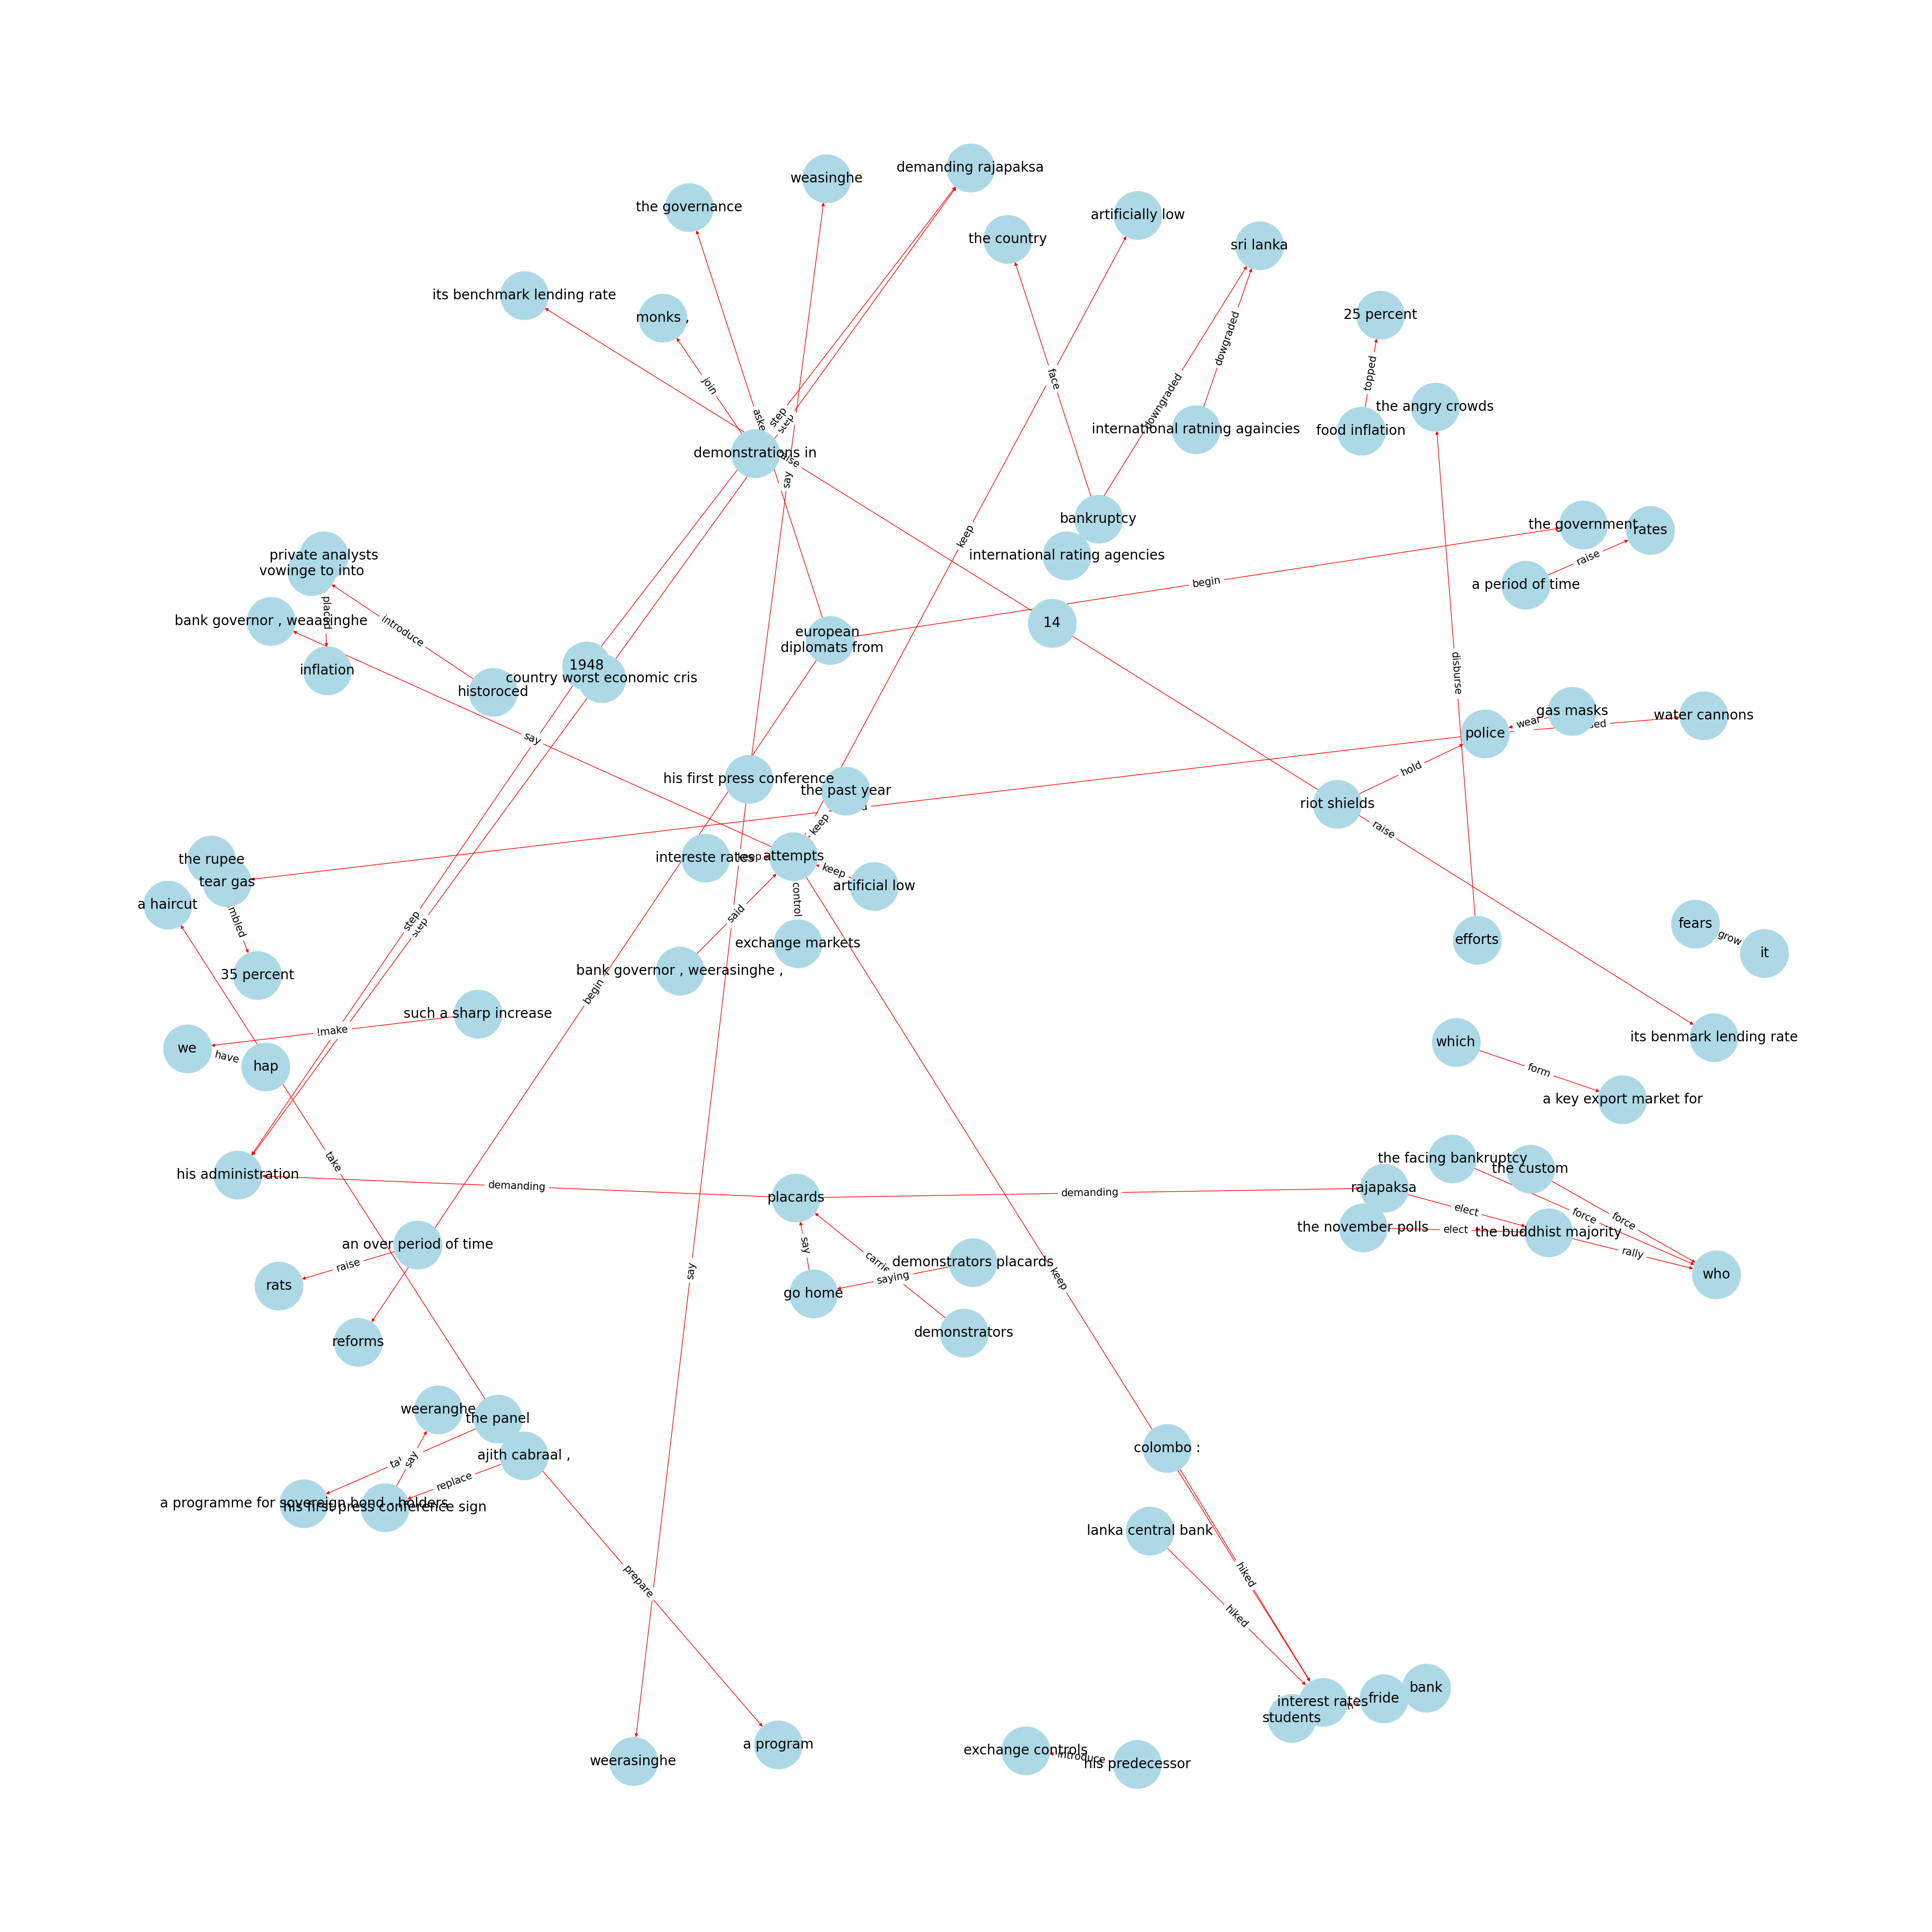 demanding rajapaksa
weasinghe
the governance
artificially low
the country
sri lanka
its benchmark lending rate
monks ,
25 percent
dowgraded
topped
face
join
downgraded
the angry crowds
step
international ratning againcies
food inflation
demonstrations in
say
bankruptcy
the government
rates
keep
private analysts
international rating agencies
raise
vowinge to into
begin
a period of time
placed
bank governor , weaasinghe
14
introduce
european
diplomats from
1948
inflation
country worst economic cris
disburse
historoced
gas masks
water cannons
wear
police
say
hold
his first press conference
the past year
riot shields
keep
raise
intereste rates
keep
attempts
the rupee
keep
tear gas
artificial low
control
a haircut
said
step
step
fears
grow
efforts
exchange markets
it
bank governor , weerasinghe ,
35 percent
begin
such a sharp increase
!make
its benmark lending rate
we
have
which
hap
form
a key export market for
the facing bankruptcy
take
the custom
his administration
demanding
rajapaksa
demanding
placards
elect
force
force
the november polls
elect
the buddhist majority
an over period of time
say
rally
demonstrators placards
raise
saying
keep
who
say
rats
go home
demonstrators
reforms
weeranghe
the panel
colombo :
say
ajith cabraal ,
replace
a programme for sovereign bond - holders
his first press conference sign
lanka central bank
hiked
prepare
hiked
bank
fride
interest rates
students
a program
exchange controls
introduce
weerasinghe
his predecessor